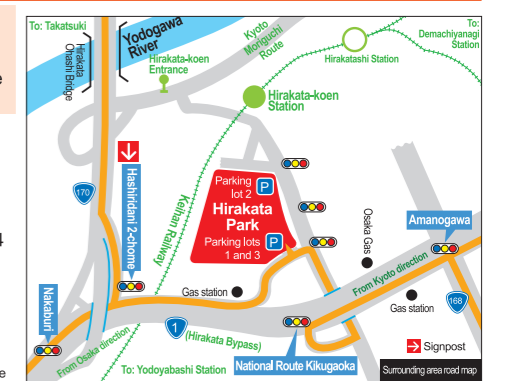 To: Takatsuki
Hirakata
Ohashi Bridge
Yodogawa
River
Hirakata-koen
Entrance
Kyoto
Moriguchi
Route
To:
Demachiyanagi
Station
Hirakatashi Station
Hirakata-koen
Station
170
Hashiridani 2-chome
Keihan Railway
Parking
lot 2
P
Hirakata
Park
Parking lots
1 and 3
P
Osaka Gas
Amanogawa
From Kyoto direction
Gas station
Gas station
168
Nakaburi
From Osaka direction
1
(Hirakata Bypass)
To: Yodoyabashi Station
National Route Kikugaoka
Signpost
Surrounding area road map